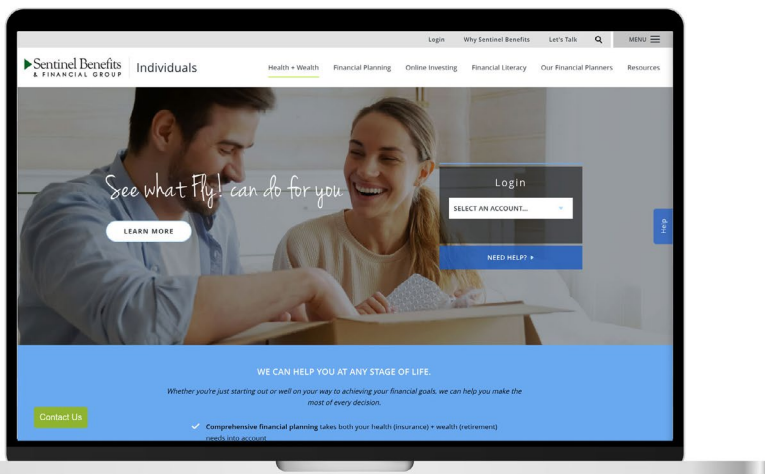 Login Why Sentinel Benefits Let's Talk MENU
Sentinel Benefits
& FINANCIAL GROUP
Individuals
Health + Wealth Financial Planning Online Investing Financial Literacy Our Financial Planners Resources
See what Fly! can do for you
LEARN MORE
Login
SELECT AN ACCOUNT...
NEED HELP?
Help
WE CAN HELP YOU AT ANY STAGE OF LIFE.
Whether you're just starting out or well on your way to achieving your financial goals, we can help you make the
most of every decision.
Comprehensive financial planning takes both your health (insurance) + wealth (retirement)
needs into account
Contact Us